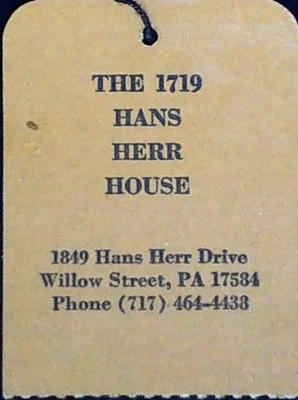 THE 1719
HANS
HERR
HOUSE
1849 Hans Herr Drive
Willow Street, PA 17584
Phone (717) 464-4438